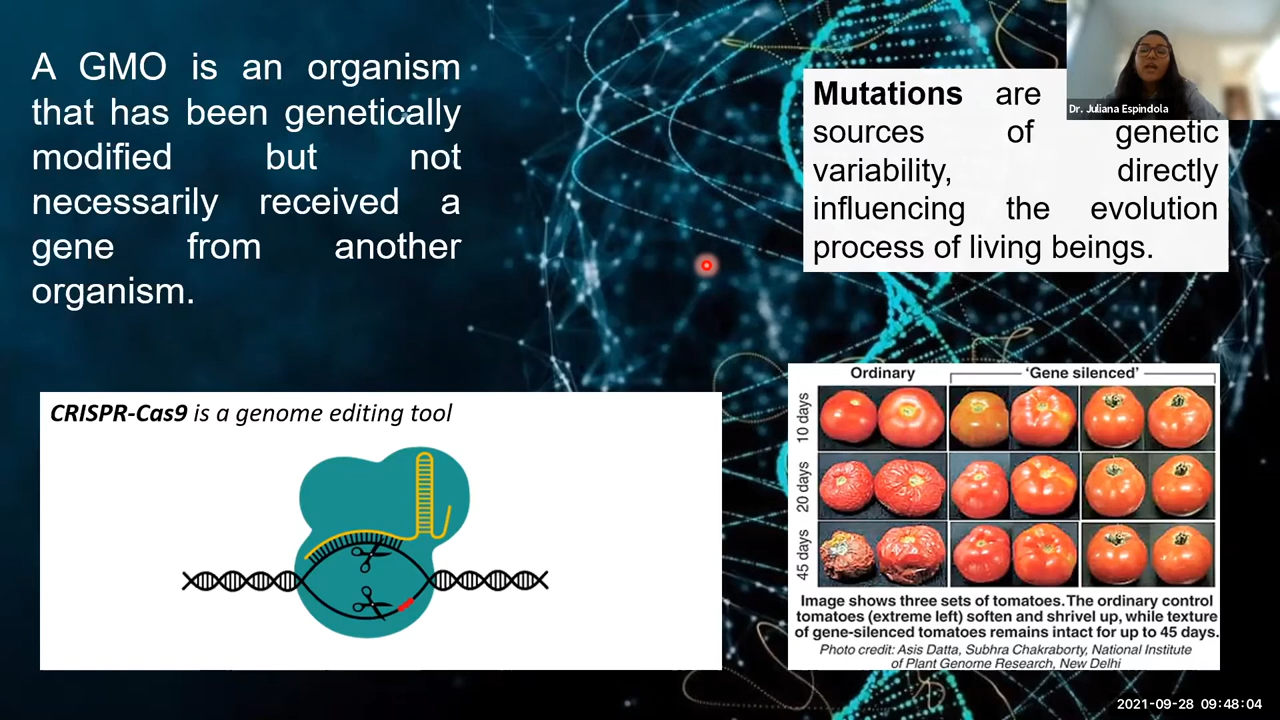 A GMO is an organism
that has been genetically
modified but not
necessarily received a
gene from another
organism.
Dr. Juliana Espindola
Mutations are
sources of genetic
variability, directly
influencing the evolution
process of living beings.
CRISPR-Cas9 is a genome editing tool
Ordinary 'Gene silenced'
10 days
20 days
45 days
Image shows three sets of tomatoes. The ordinary control
tomatoes (extreme left) soften and shrivel up, while texture
of gene-silenced tomatoes remains intact for up to 45 days.
Photo credit: Asis Datta, Subhra Chakraborty, National Institute
of Plant Genome Research, New Delhi
2021-09-28 09:48:04